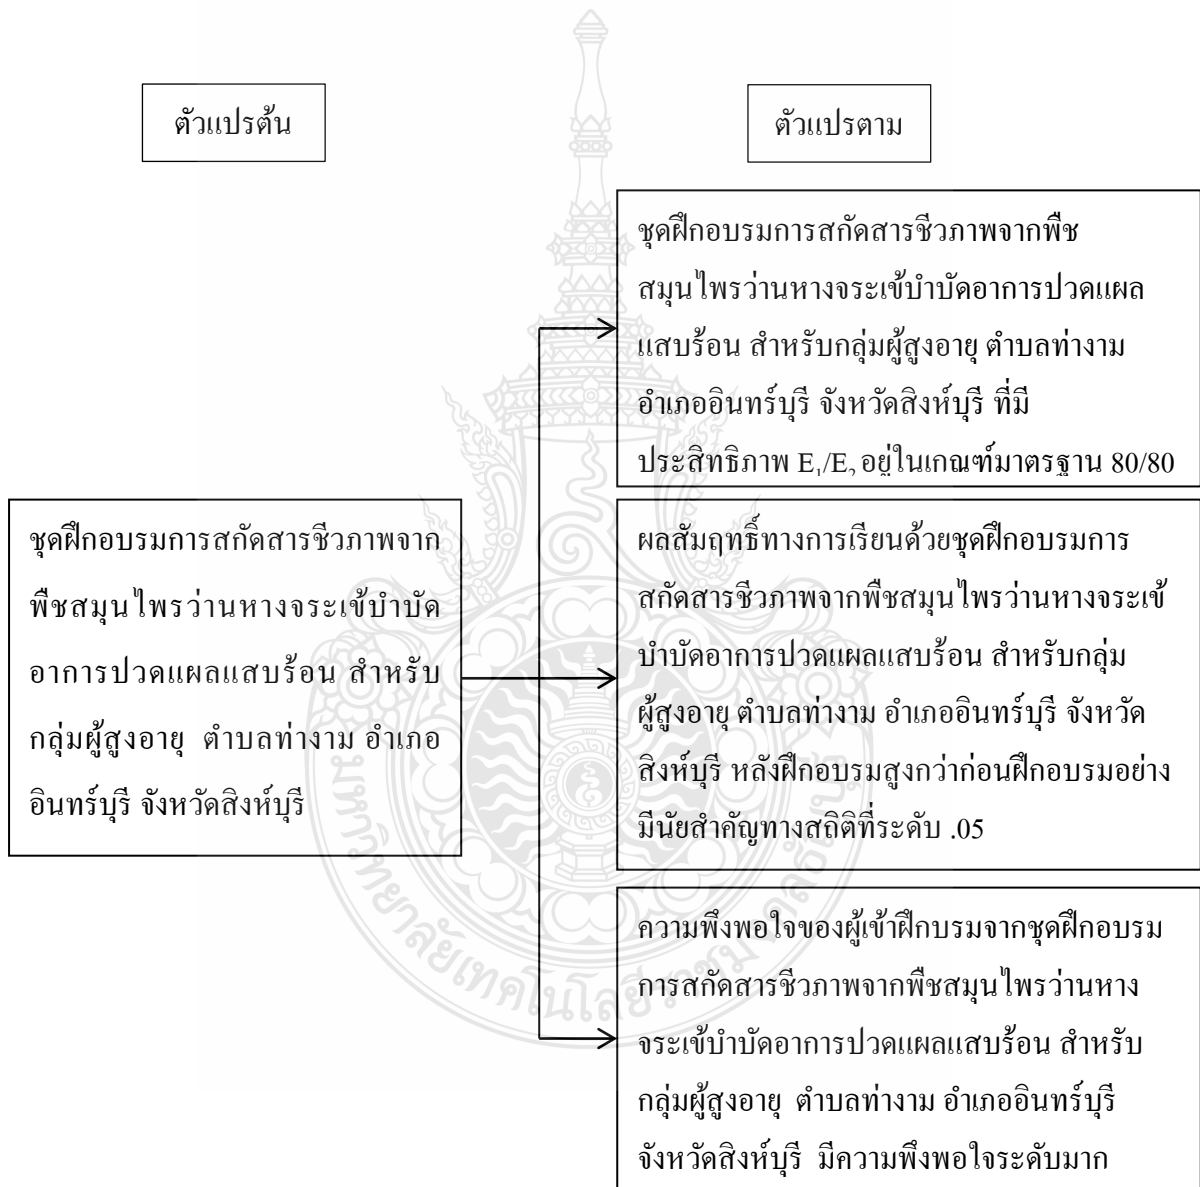 ตัวแปรต้น
ตัวแปรตาม
ชุดฝึกอบรมการสกัดสารชีวภาพจาก
พืชสมุนไพรว่านหางจระเข้บำบัด
อาการปวดแผลแสบร้อน สำหรับ
กลุ่มผู้สูงอายุ ตำบลท่างาม อำเภอ
อินทร์บุรี จังหวัดสิงห์บุรี
ชุดฝึกอบรมการสกัดสารชีวภาพจากพืช
สมุนไพรว่านหางจระเข้บำบัดอาการปวดแผล
แสบร้อน สำหรับกลุ่มผู้สูงอายุ ตำบลท่างาม
อำเภออินทร์บุรี จังหวัดสิงห์บุรี ที่มี
ประสิทธิภาพ E₁/E₂ อยู่ในเกณฑ์มาตรฐาน 80/80
ผลสัมฤทธิ์ทางการเรียนด้วยชุดฝึกอบรมการ
สกัดสารชีวภาพจากพืชสมุนไพรว่านหางจระเข้
บำบัดอาการปวดแผลแสบร้อน สำหรับกลุ่ม
ผู้สูงอายุ ตำบลท่างาม อำเภออินทร์บุรี จังหวัด
สิงห์บุรี หลังฝึกอบรมสูงกว่าก่อนฝึกอบรมอย่าง
มีนัยสำคัญทางสถิติที่ระดับ .05
ความพึงพอใจของผู้เข้าฝึกบรมจากชุดฝึกอบรม
การสกัดสารชีวภาพจากพืชสมุนไพรว่านหาง
จระเข้บำบัดอาการปวดแผลแสบร้อน สำหรับ
กลุ่มผู้สูงอายุ ตำบลท่างาม อำเภออินทร์บุรี
จังหวัดสิงห์บุรี มีความพึงพอใจระดับมาก
มหาวิทยาลัยเทคโนโลยีราชมงคลธัญบุรี